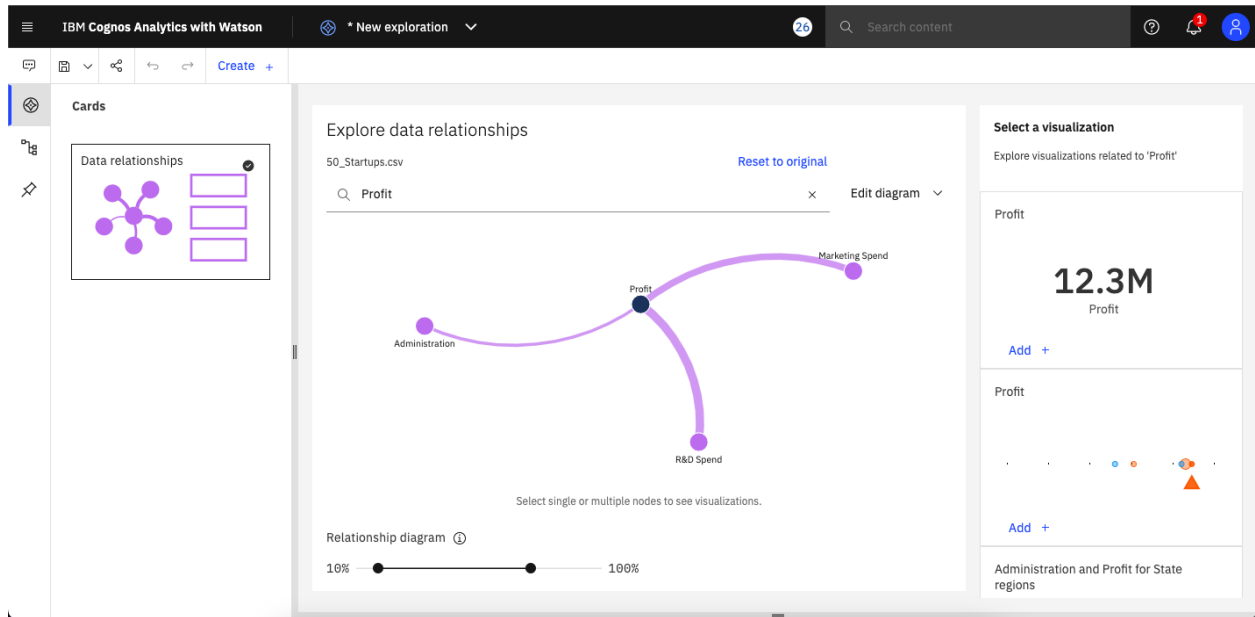 IBM Cognos Analytics with Watson
* New exploration
26
Search content
1
Create +
Cards
Data relationships
Explore data relationships
50_Startups.csv
Reset to original
Profit
Edit diagram
Marketing Spend
Profit
Administration
R&D Spend
Select single or multiple nodes to see visualizations.
Relationship diagram
10%
100%
Select a visualization
Explore visualizations related to 'Profit'
Profit
12.3M
Profit
Add +
Profit
Add +
Administration and Profit for State
regions